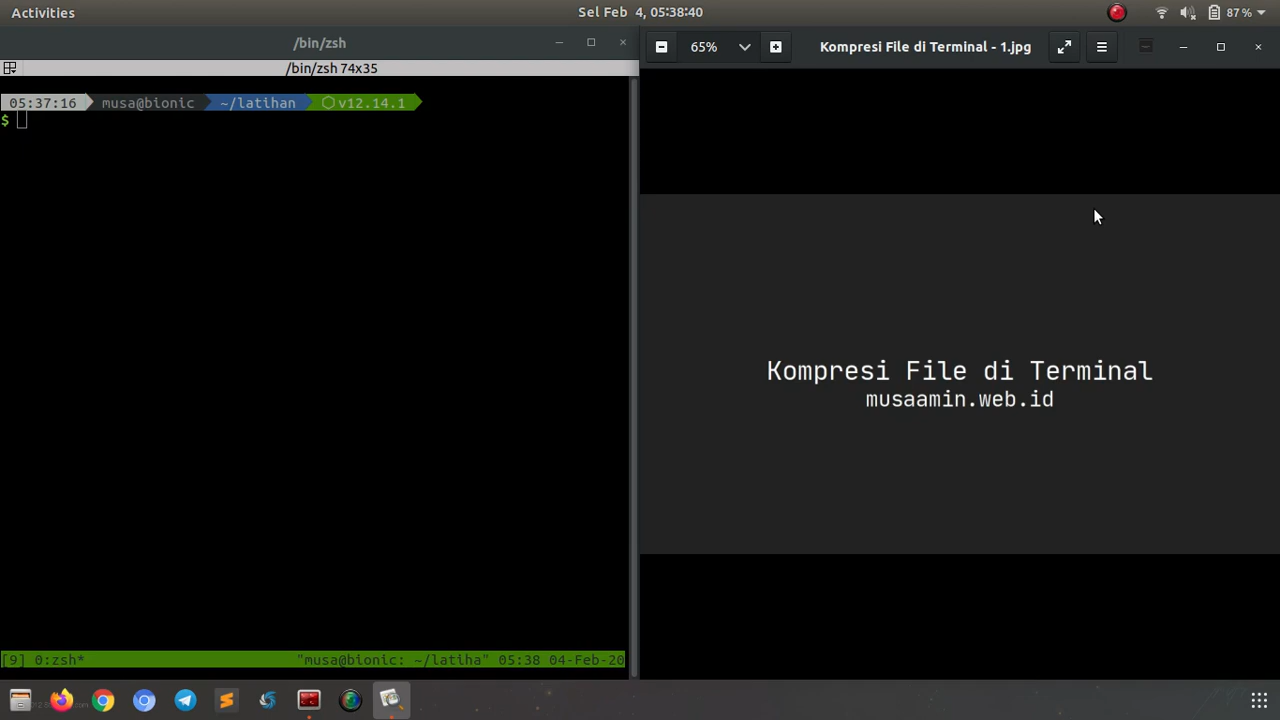 Activities
Sel Feb 4, 05:38:40
87%
/bin/zsh
/bin/zsh 74x35
05:37:16 musa@bionic ~/latihan v12.14.1
$
[9] 0:zsh* "musa@bionic: ~/latiha" 05:38 04-Feb-20
65%
Kompresi File di Terminal - 1.jpg
Kompresi File di Terminal
musaamin.web.id